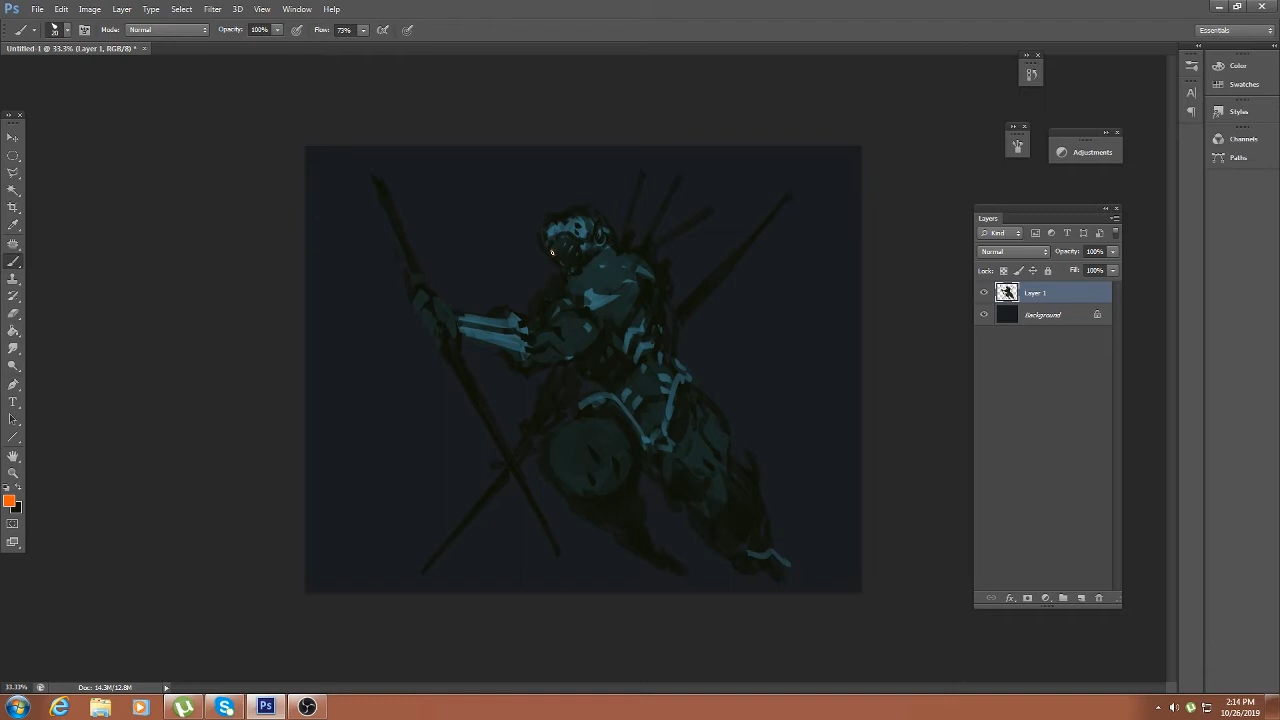 Ps File Edit Image Layer Type Select Filter 3D View Window Help
20 Mode: Normal Opacity: 100% Flow: 73% Essentials
Untitled-1 @ 33.3% (Layer 1, RGB/8) * ×
Color
Swatches
Styles
Channels
Paths
Adjustments
Layers
Kind
Normal Opacity: 100%
Lock: Fill: 100%
Layer 1
Background
fx
33.33% Doc: 14.3M/12.8M
Ps
2:14 PM
10/26/2019